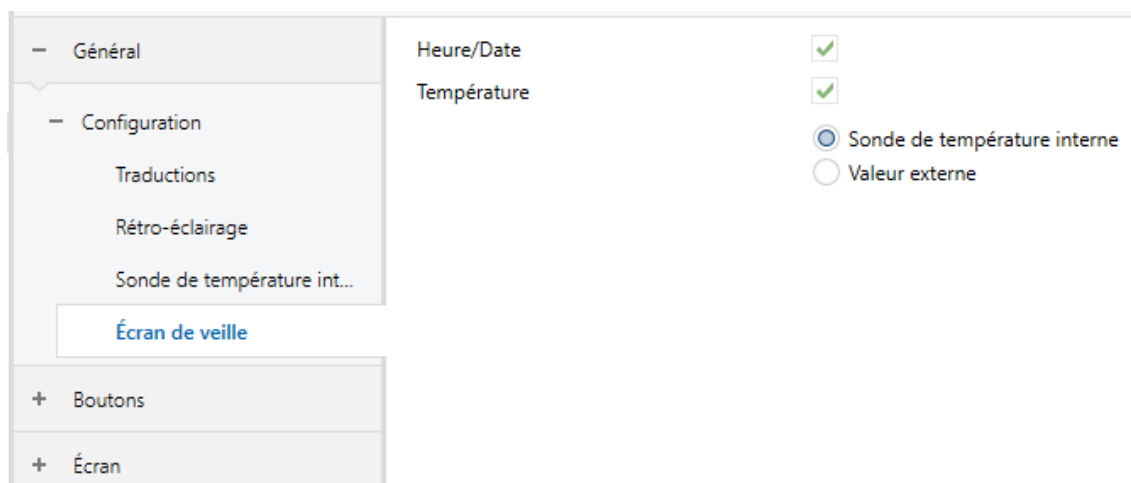 Général
Configuration
Traductions
Rétro-éclairage
Sonde de température int...
Écran de veille
Boutons
Écran
Heure/Date
Température
Sonde de température interne
Valeur externe